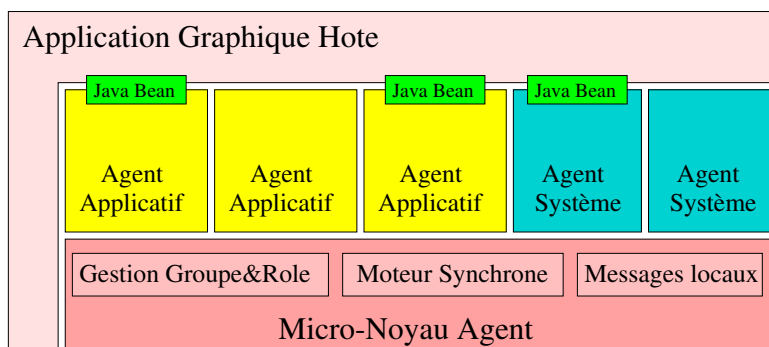 Application Graphique Hote
Java Bean
Java Bean
Java Bean
Agent
Applicatif
Agent
Applicatif
Agent
Applicatif
Agent
Système
Agent
Système
Gestion Groupe&Role
Moteur Synchrone
Messages locaux
Micro-Noyau Agent